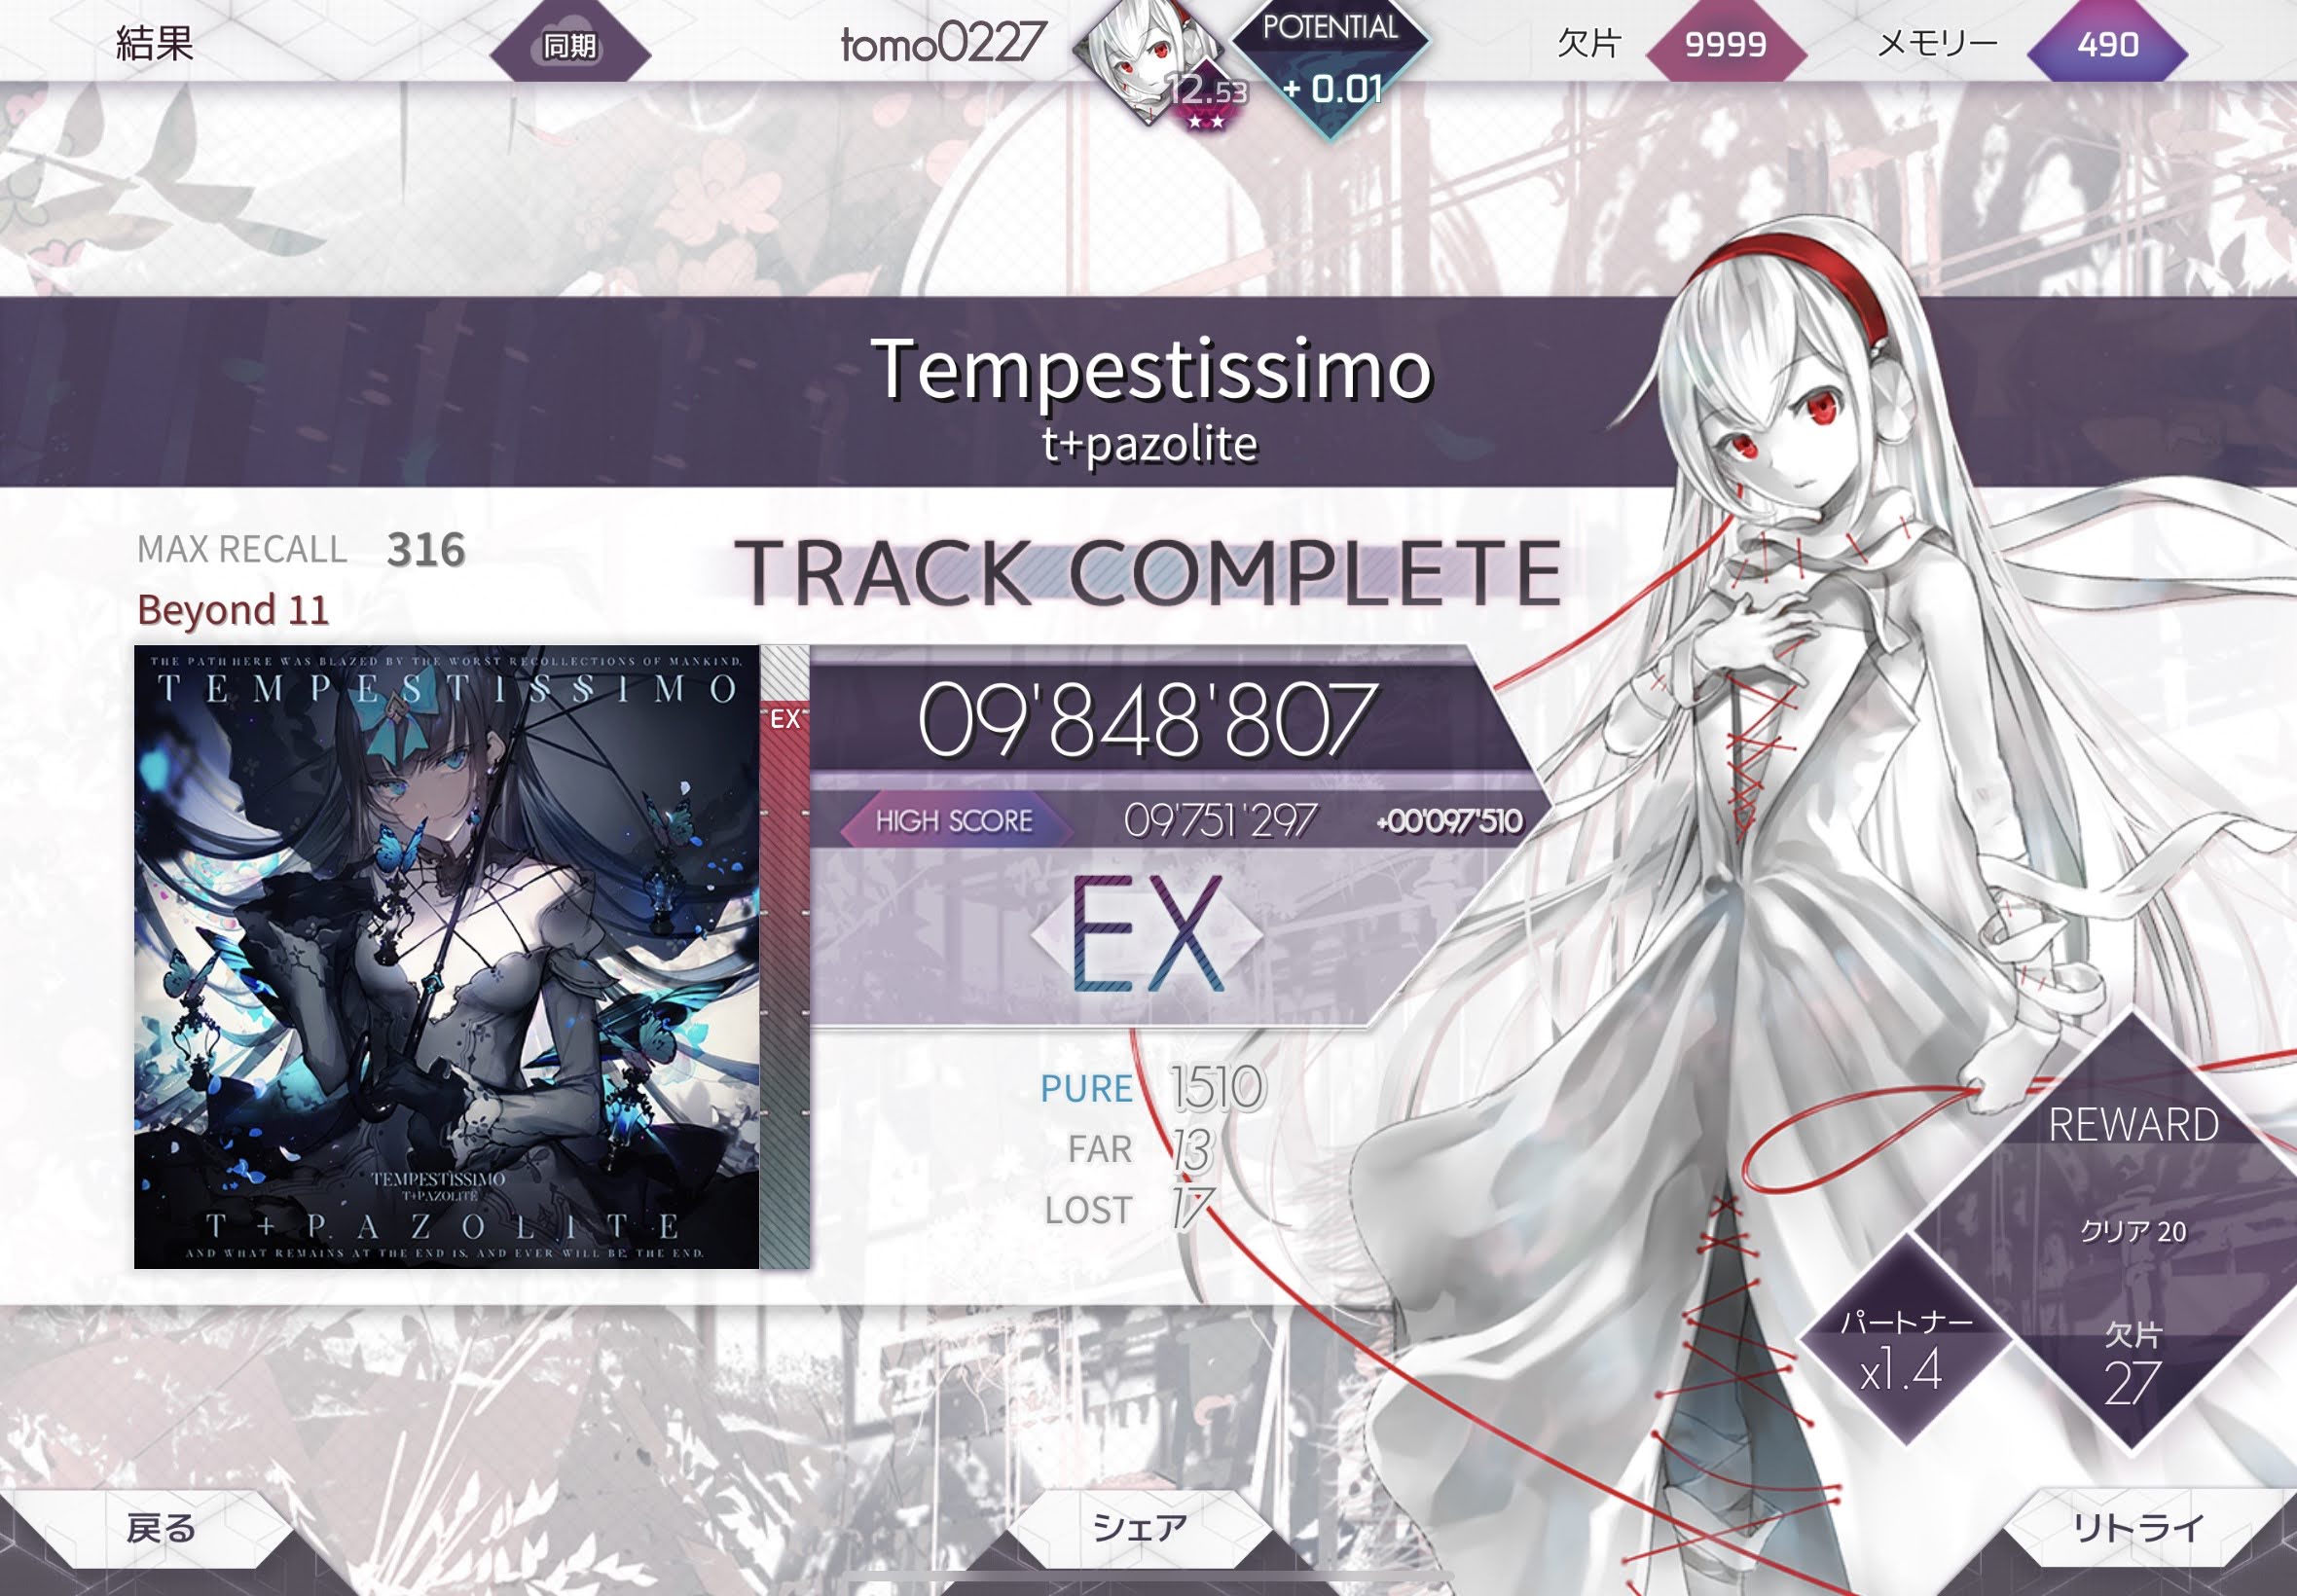 結果
同期
tomo0227
12.53
POTENTIAL
+ 0.01
欠片
9999
メモリー
490
Tempestissimo
t+pazolite
MAX RECALL 316
Beyond 11
TRACK COMPLETE
THE PATH HERE WAS BLAZED BY THE WORST RECOLLECTIONS OF MANKIND.
TEMPESTISSIMO
TEMPESTISSIMO
T+PAZOLITE
T+PAZOLITE
AND WHAT REMAINS AT THE END IS, AND EVER WILL BE, THE END.
EX
09'848'807
HIGH SCORE 09'751'297 +00'097'510
EX
PURE 1510
FAR 13
LOST 17
REWARD
クリア 20
欠片
27
パートナー
x1.4
戻る
シェア
リトライ